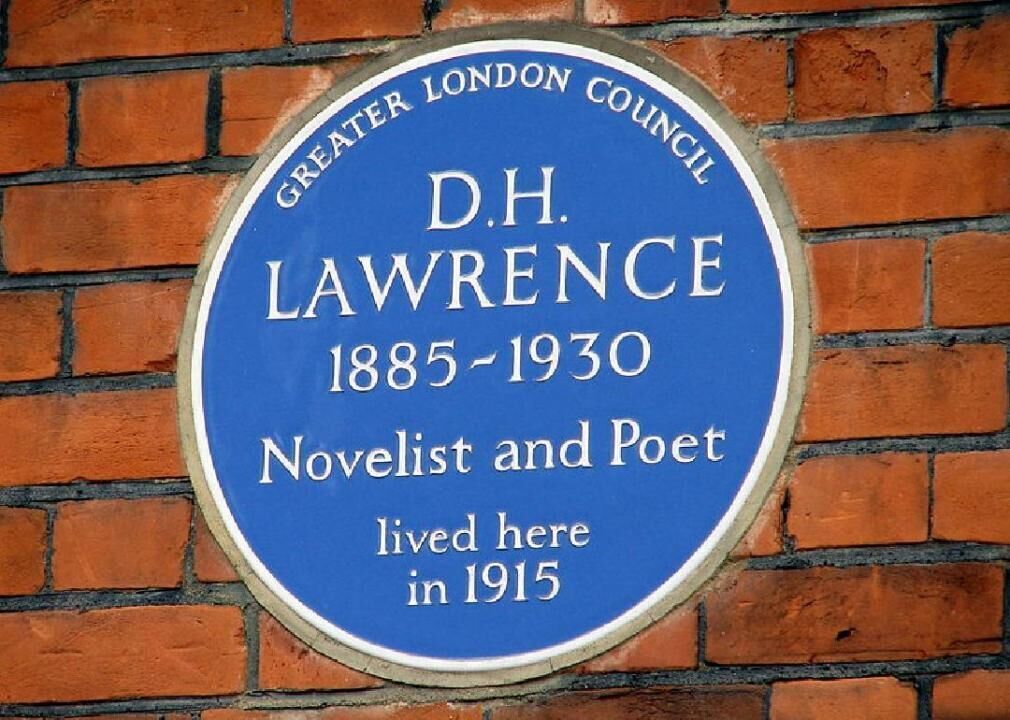 GREATER LONDON COUNCIL
D.H.
LAWRENCE
1885-1930
Novelist and Poet
lived here
in 1915